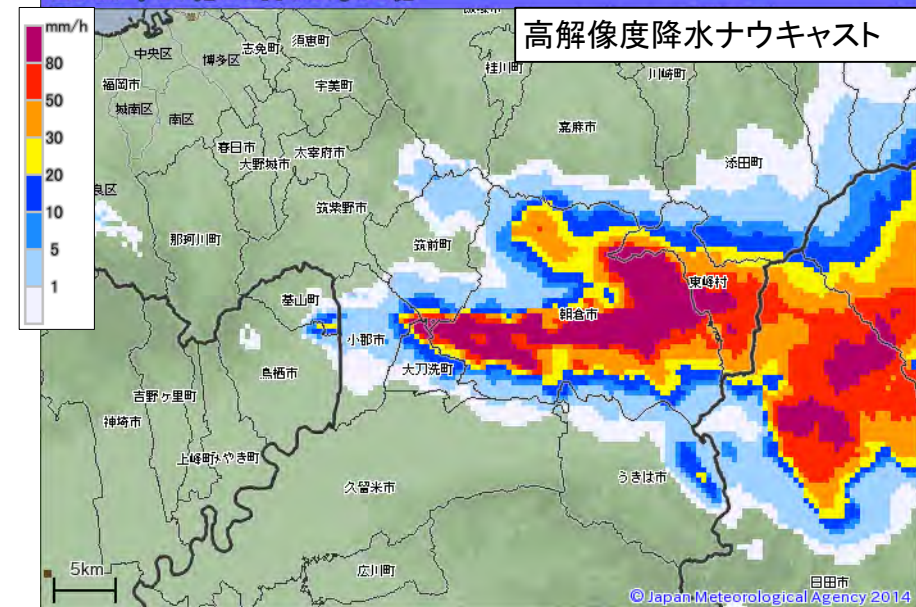 高解像度降水ナウキャスト
mm/h
80
50
30
20
10
5
1
中央区
博多区
志免町
須恵町
福岡市
宇美町
桂川町
川崎町
城南区
南区
嘉麻市
春日市
太宰府市
大野城市
添田町
良区
筑紫野市
那珂川町
筑前町
東峰村
基山町
朝倉市
小郡市
鳥栖市
大刀洗町
吉野ヶ里町
神埼市
上峰町
みやき町
うきは市
久留米市
5km
広川町
日田市
© Japan Meteorological Agency 2014